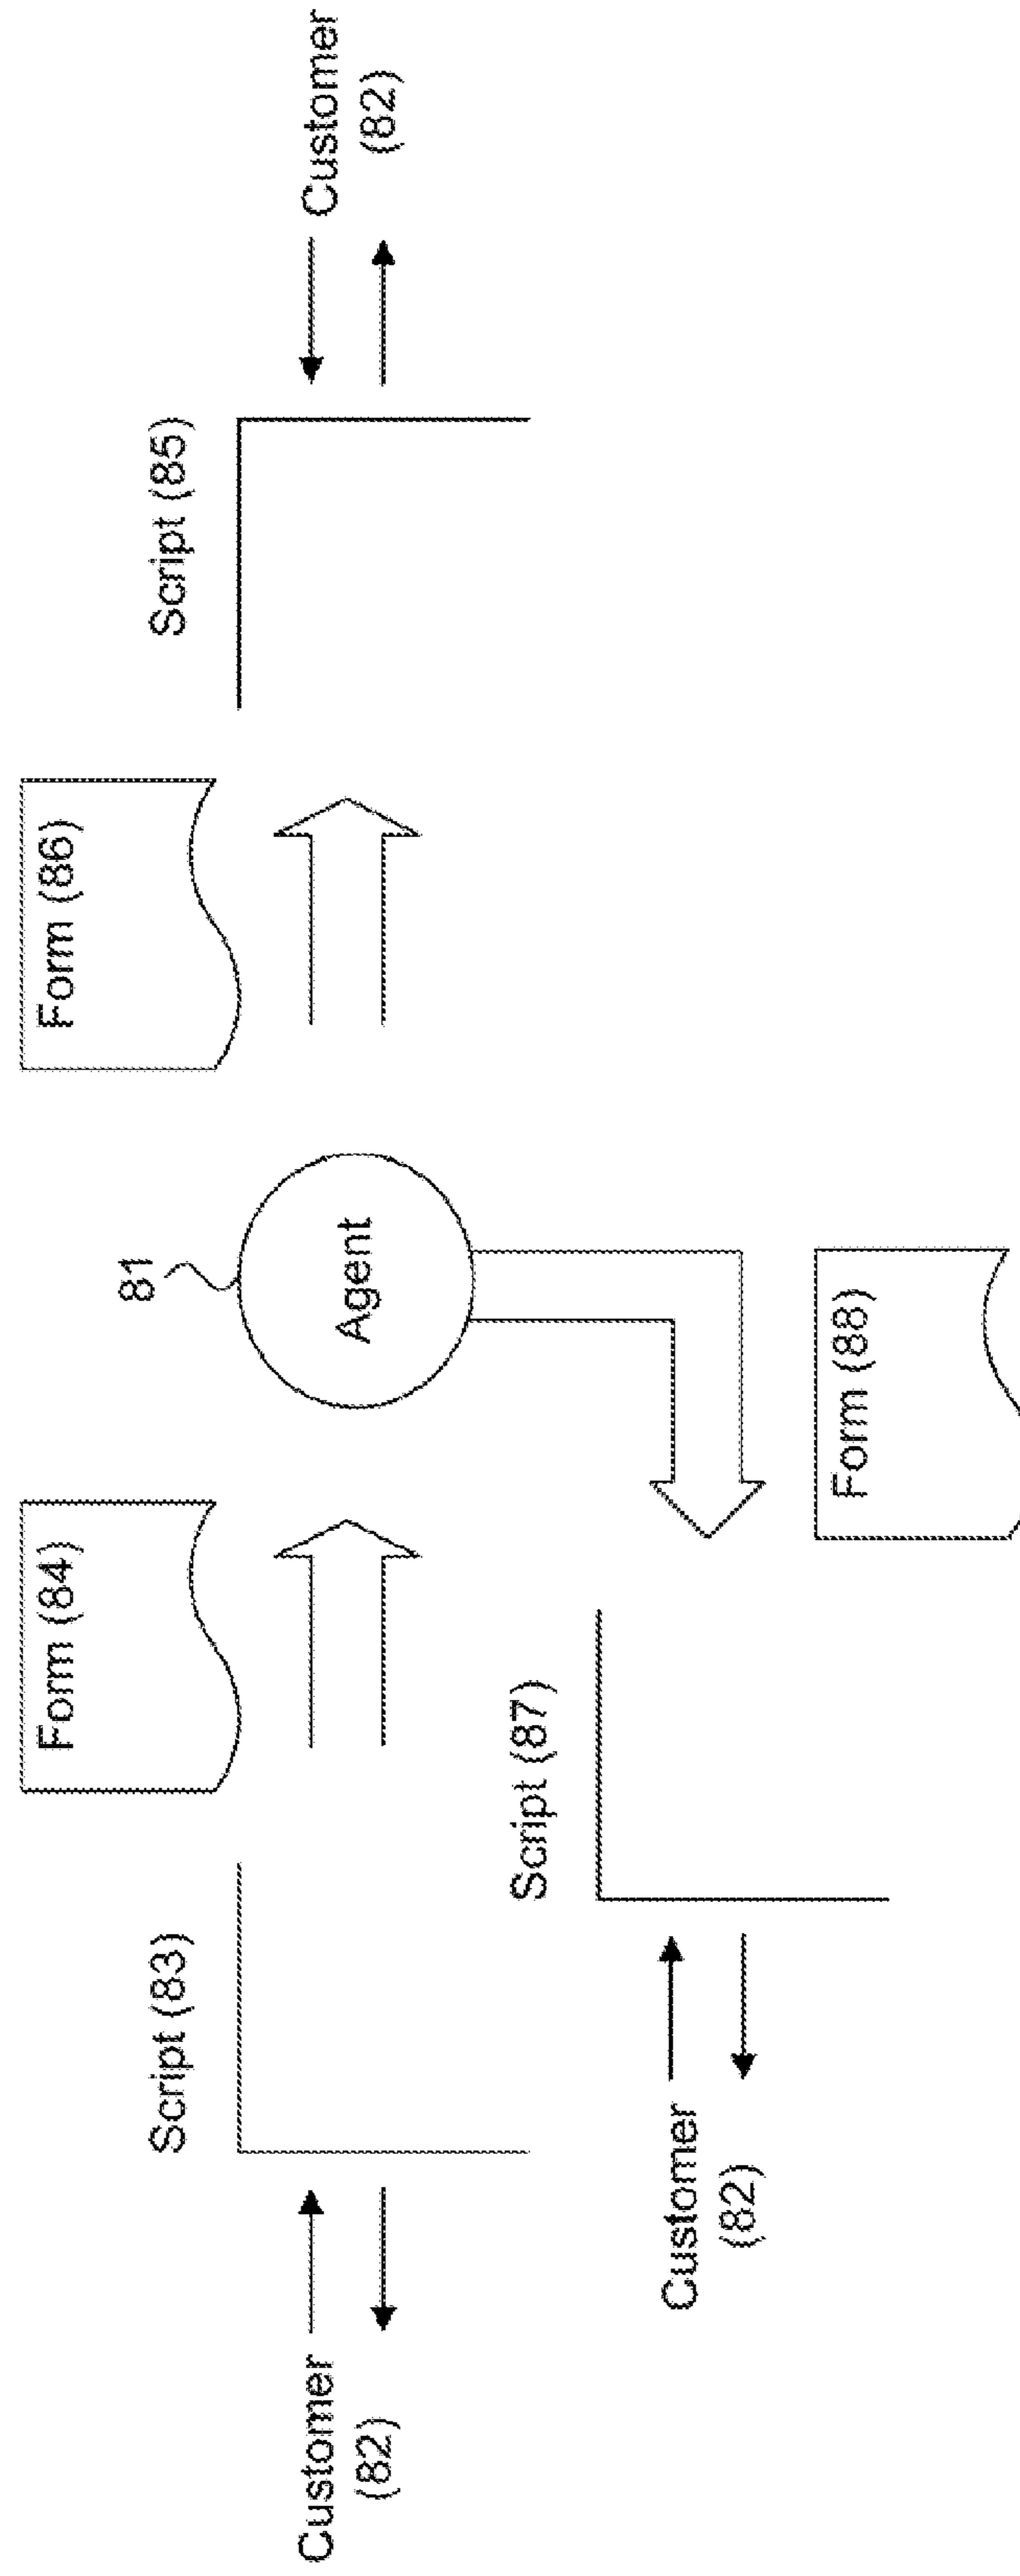 Form (84)
Form (86)
Script (83)
81
Script (85)
Customer
(82)
Agent
Customer
(82)
Script (87)
Customer
(82)
Form (88)